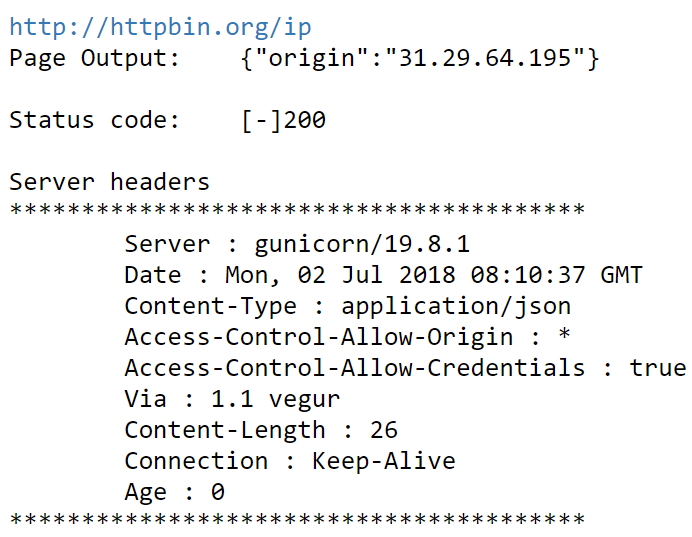 http://httpbin.org/ip
Page Output: {"origin":"31.29.64.195"}
Status code: [-]200
Server headers
****************************************
Server : gunicorn/19.8.1
Date : Mon, 02 Jul 2018 08:10:37 GMT
Content-Type : application/json
Access-Control-Allow-Origin : *
Access-Control-Allow-Credentials : true
Via : 1.1 vegur
Content-Length : 26
Connection : Keep-Alive
Age : 0
****************************************